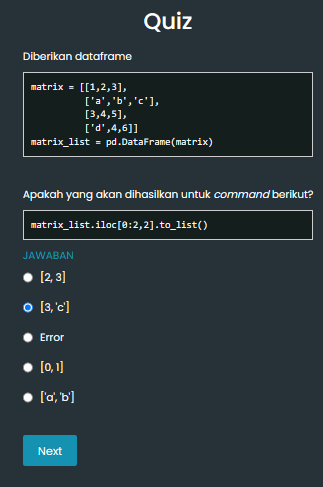 Quiz
Diberikan dataframe
matrix = [[1,2,3],
['a','b','c'],
[3,4,5],
['d',4,6]]
matrix_list = pd.DataFrame(matrix)
Apakah yang akan dihasilkan untuk command berikut?
matrix_list.iloc[0:2,2].to_list()
JAWABAN
[2, 3]
[3, 'c']
Error
[0, 1]
['a', 'b']
Next